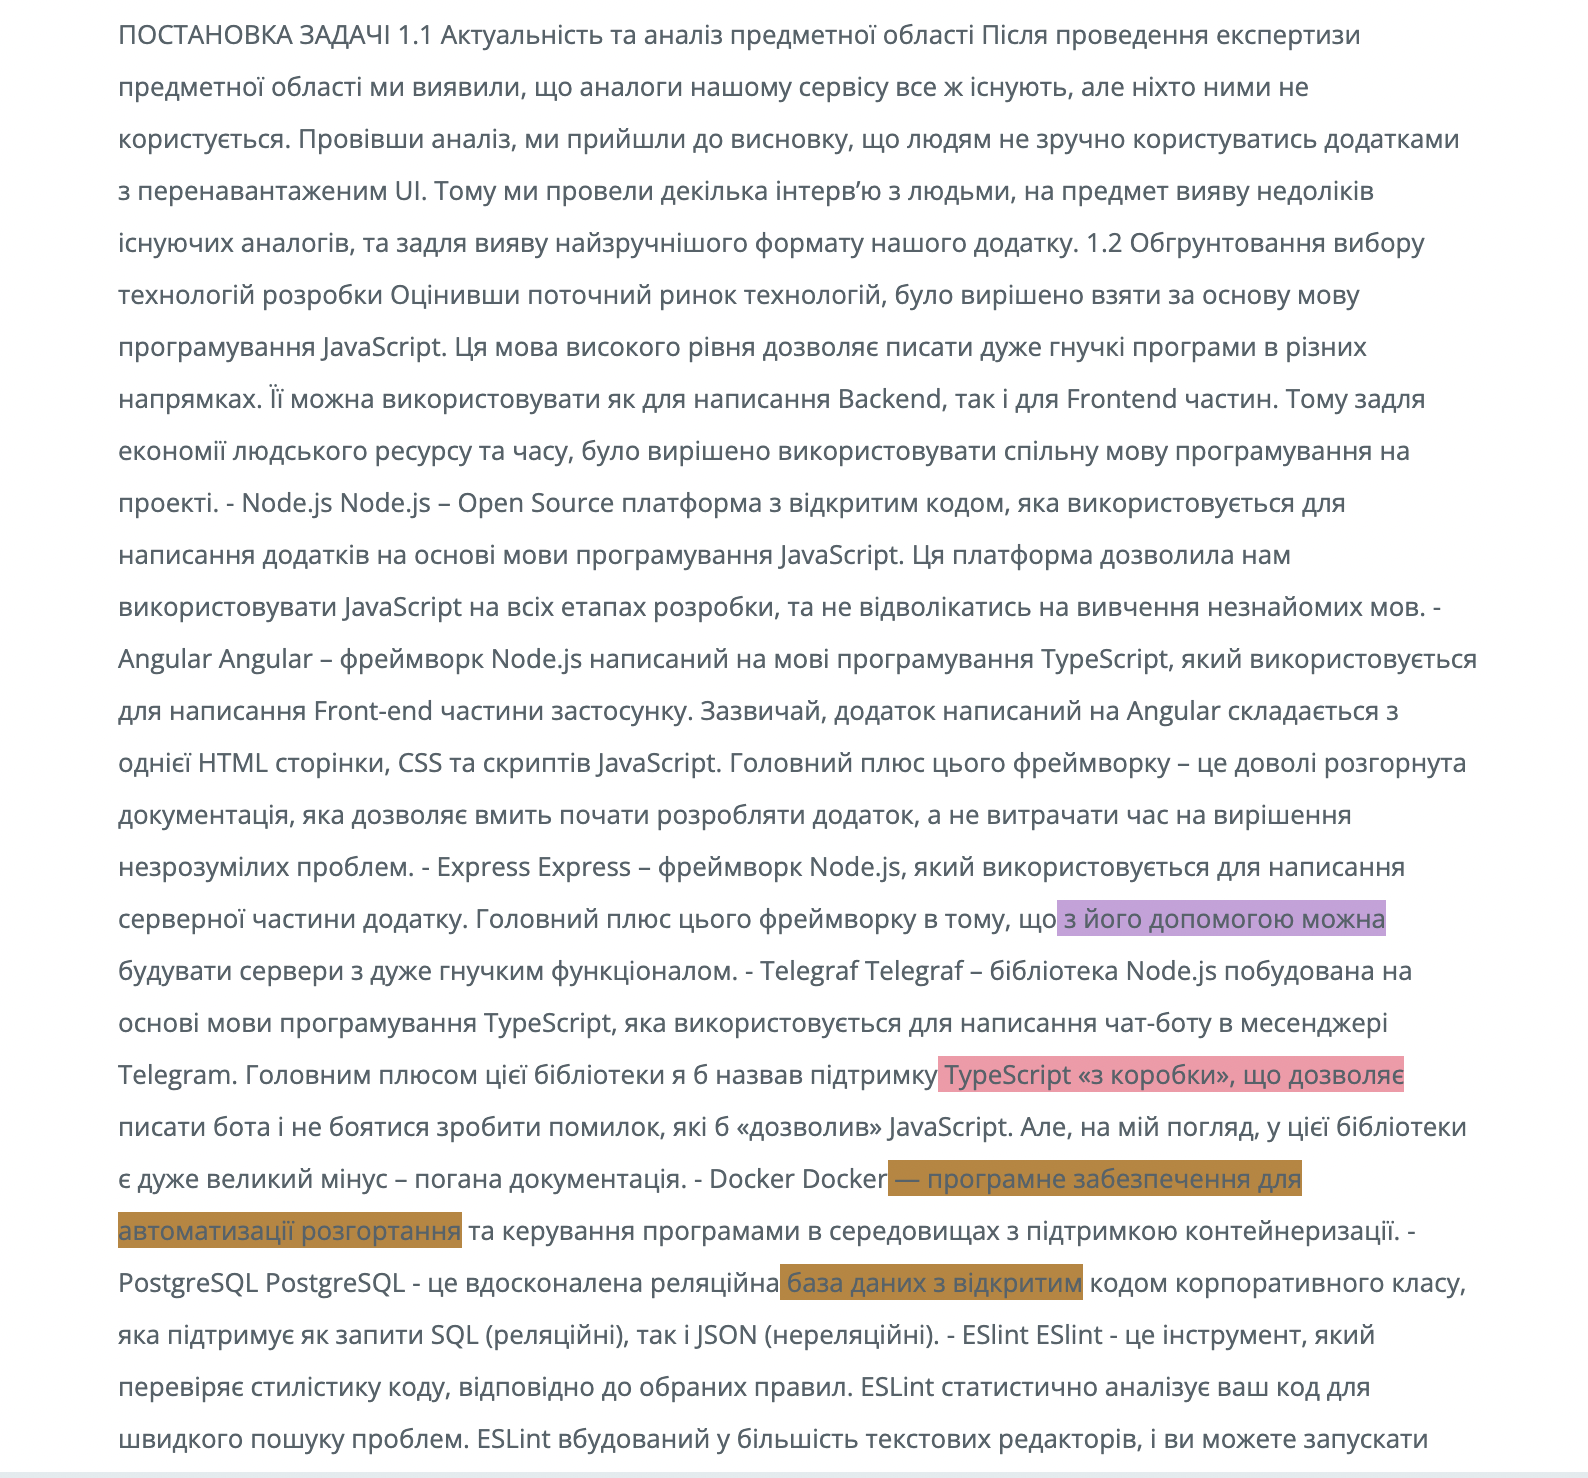 ПОСТАНОВКА ЗАДАЧІ 1.1 Актуальність та аналіз предметної області Після проведення експертизи
предметної області ми виявили, що аналоги нашому сервісу все ж існують, але ніхто ними не
користується. Провівши аналіз, ми прийшли до висновку, що людям не зручно користуватись додатками
з перенавантаженим UI. Тому ми провели декілька інтерв’ю з людьми, на предмет вияву недоліків
існуючих аналогів, та задля вияву найзручнішого формату нашого додатку. 1.2 Обгрунтовання вибору
технологій розробки Оцінивши поточний ринок технологій, було вирішено взяти за основу мову
програмування JavaScript. Ця мова високого рівня дозволяє писати дуже гнучкі програми в різних
напрямках. Її можна використовувати як для написання Backend, так і для Frontend частин. Тому задля
економії людського ресурсу та часу, було вирішено використовувати спільну мову програмування на
проекті. - Node.js Node.js – Open Source платформа з відкритим кодом, яка використовується для
написання додатків на основі мови програмування JavaScript. Ця платформа дозволила нам
використовувати JavaScript на всіх етапах розробки, та не відволікатись на вивчення незнайомих мов. -
Angular Angular – фреймворк Node.js написаний на мові програмування TypeScript, який використовується
для написання Front-end частини застосунку. Зазвичай, додаток написаний на Angular складається з
однієї HTML сторінки, CSS та скриптів JavaScript. Головний плюс цього фреймворку – це доволі розгорнута
документація, яка дозволяє вмить почати розробляти додаток, а не витрачати час на вирішення
незрозумілих проблем. - Express Express – фреймворк Node.js, який використовується для написання
серверної частини додатку. Головний плюс цього фреймворку в тому, що з його допомогою можна
будувати сервери з дуже гнучким функціоналом. - Telegraf Telegraf – бібліотека Node.js побудована на
основі мови програмування TypeScript, яка використовується для написання чат-боту в месенджері
Telegram. Головним плюсом цієї бібліотеки я б назвав підтримку TypeScript «з коробки», що дозволяє
писати бота і не боятися зробити помилок, які б «дозволив» JavaScript. Але, на мій погляд, у цієї бібліотеки
є дуже великий мінус – погана документація. - Docker Docker — програмне забезпечення для
автоматизації розгортання та керування програмами в середовищах з підтримкою контейнеризації. -
PostgreSQL PostgreSQL - це вдосконалена реляційна база даних з відкритим кодом корпоративного класу,
яка підтримує як запити SQL (реляційні), так і JSON (нереляційні). - ESlint ESlint - це інструмент, який
перевіряє стилістику коду, відповідно до обраних правил. ESLint статистично аналізує ваш код для
швидкого пошуку проблем. ESLint вбудований у більшість текстових редакторів, і ви можете запускати